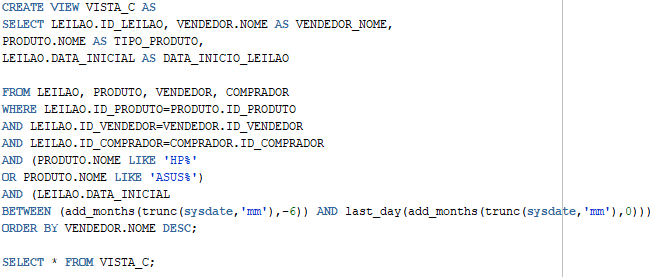 CREATE VIEW VISTA_C AS
SELECT LEILAO.ID_LEILAO, VENDEDOR.NOME AS VENDEDOR_NOME,
PRODUTO.NOME AS TIPO_PRODUTO,
LEILAO.DATA_INICIAL AS DATA_INICIO_LEILAO
FROM LEILAO, PRODUTO, VENDEDOR, COMPRADOR
WHERE LEILAO.ID_PRODUTO=PRODUTO.ID_PRODUTO
AND LEILAO.ID_VENDEDOR=VENDEDOR.ID_VENDEDOR
AND LEILAO.ID_COMPRADOR=COMPRADOR.ID_COMPRADOR
AND (PRODUTO.NOME LIKE 'HP%'
OR PRODUTO.NOME LIKE 'ASUS%')
AND (LEILAO.DATA_INICIAL
BETWEEN (add_months(trunc(sysdate,'mm'),-6)) AND last_day(add_months(trunc(sysdate,'mm'),0)))
ORDER BY VENDEDOR.NOME DESC;
SELECT * FROM VISTA_C;